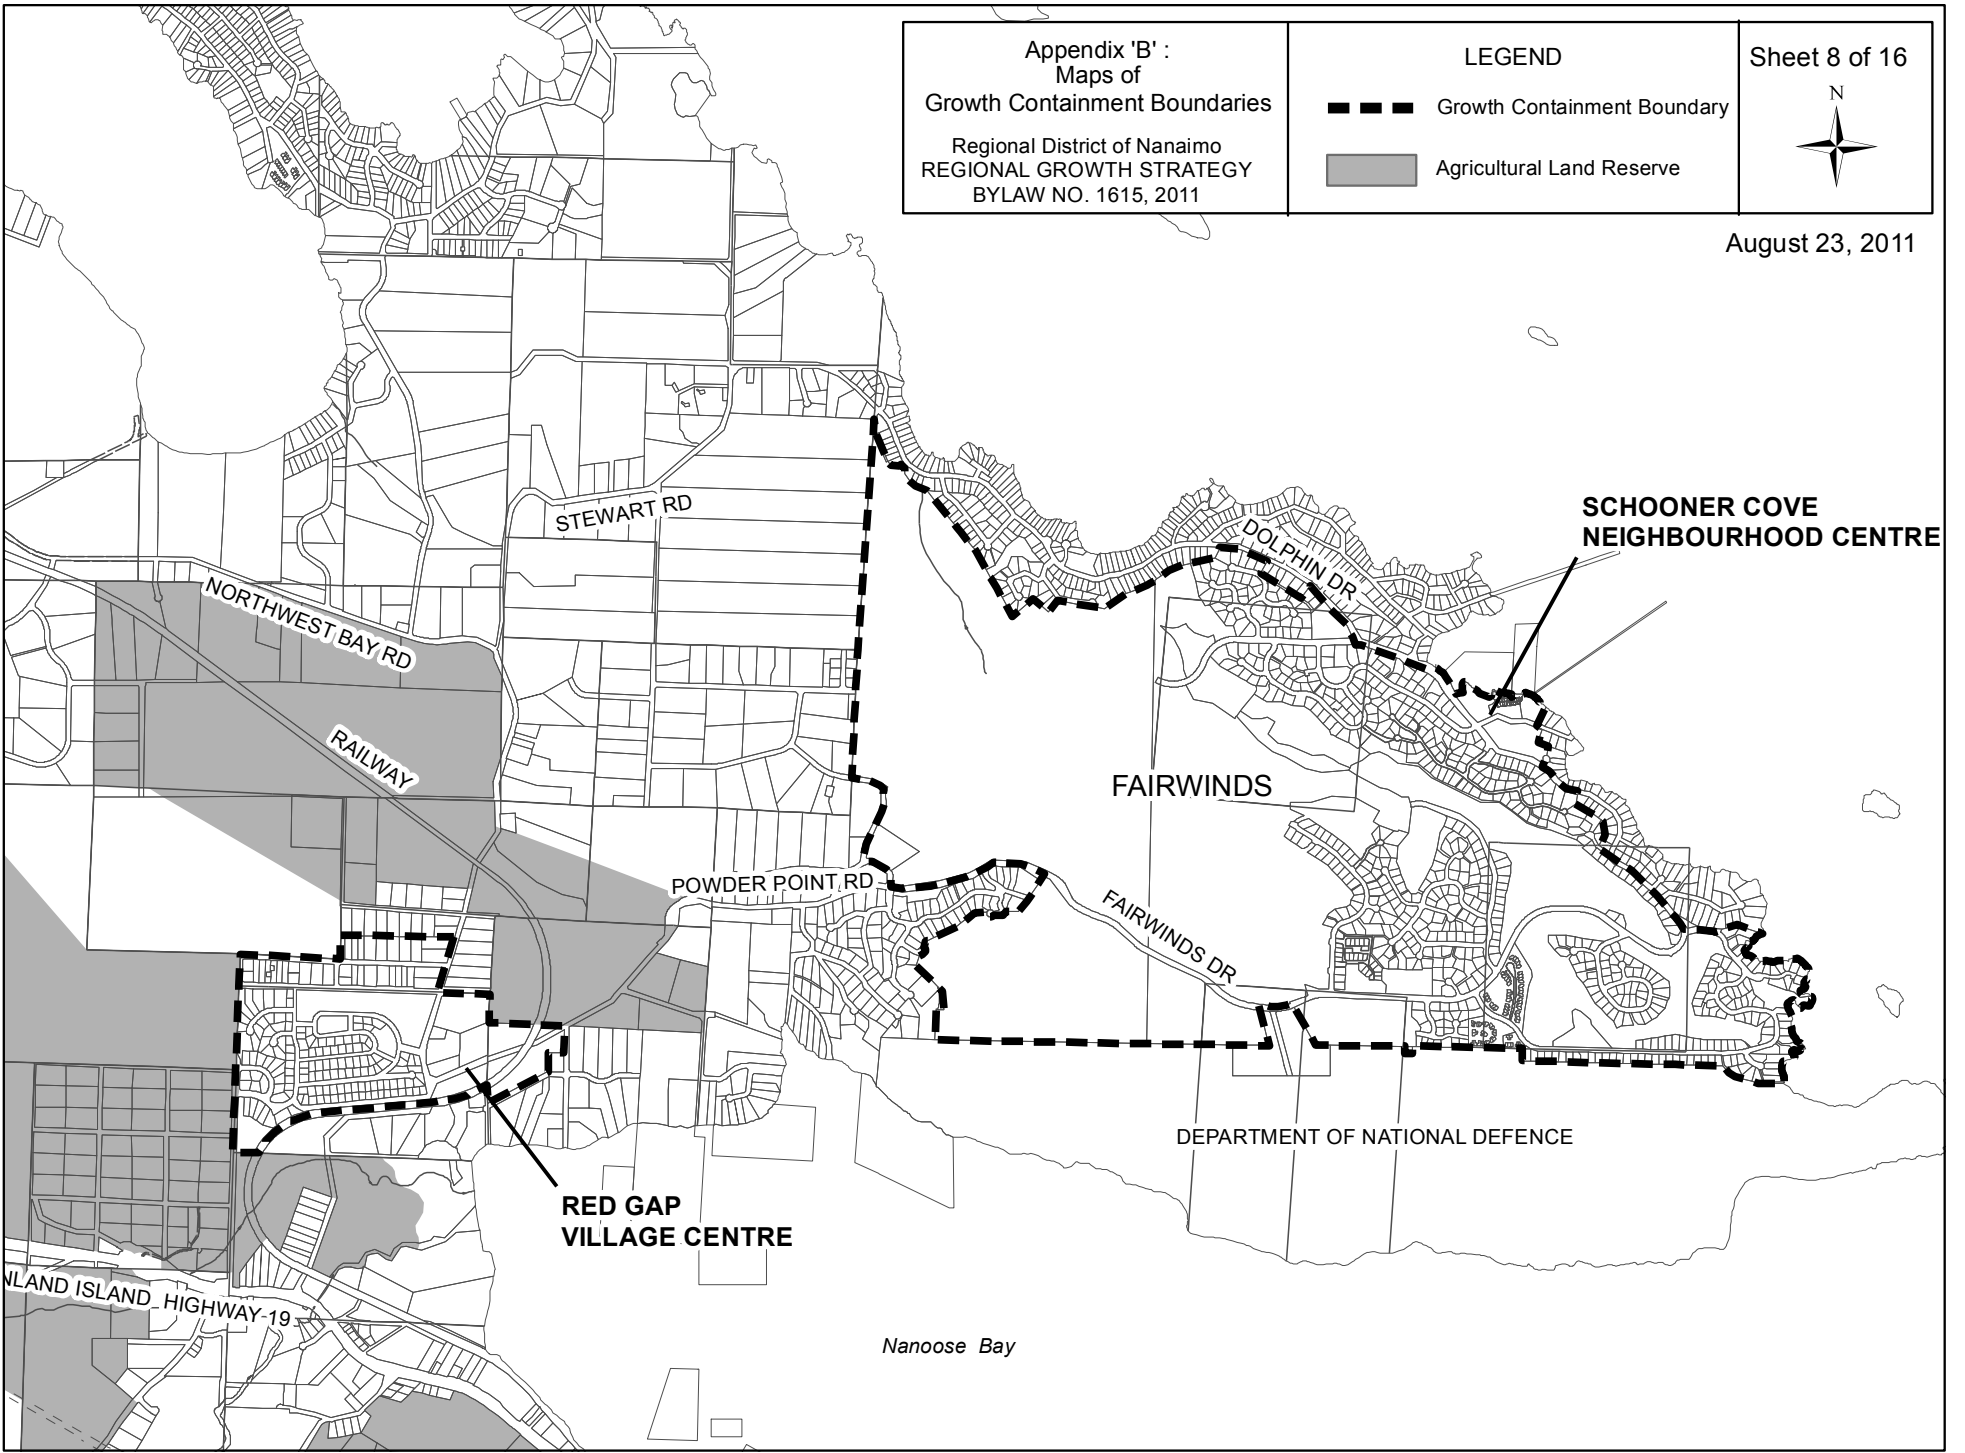 Appendix 'B' :
Maps of
Growth Containment Boundaries
Regional District of Nanaimo
REGIONAL GROWTH STRATEGY
BYLAW NO. 1615, 2011
LEGEND
Growth Containment Boundary
Agricultural Land Reserve
Sheet 8 of 16
N
August 23, 2011
STEWART RD
DOLPHIN DR
SCHOONER COVE
NEIGHBOURHOOD CENTRE
NORTHWEST BAY RD
RAILWAY
FAIRWINDS
POWDER POINT RD
FAIRWINDS DR
DEPARTMENT OF NATIONAL DEFENCE
RED GAP
VILLAGE CENTRE
NLAND ISLAND HIGHWAY-19
Nanoose Bay